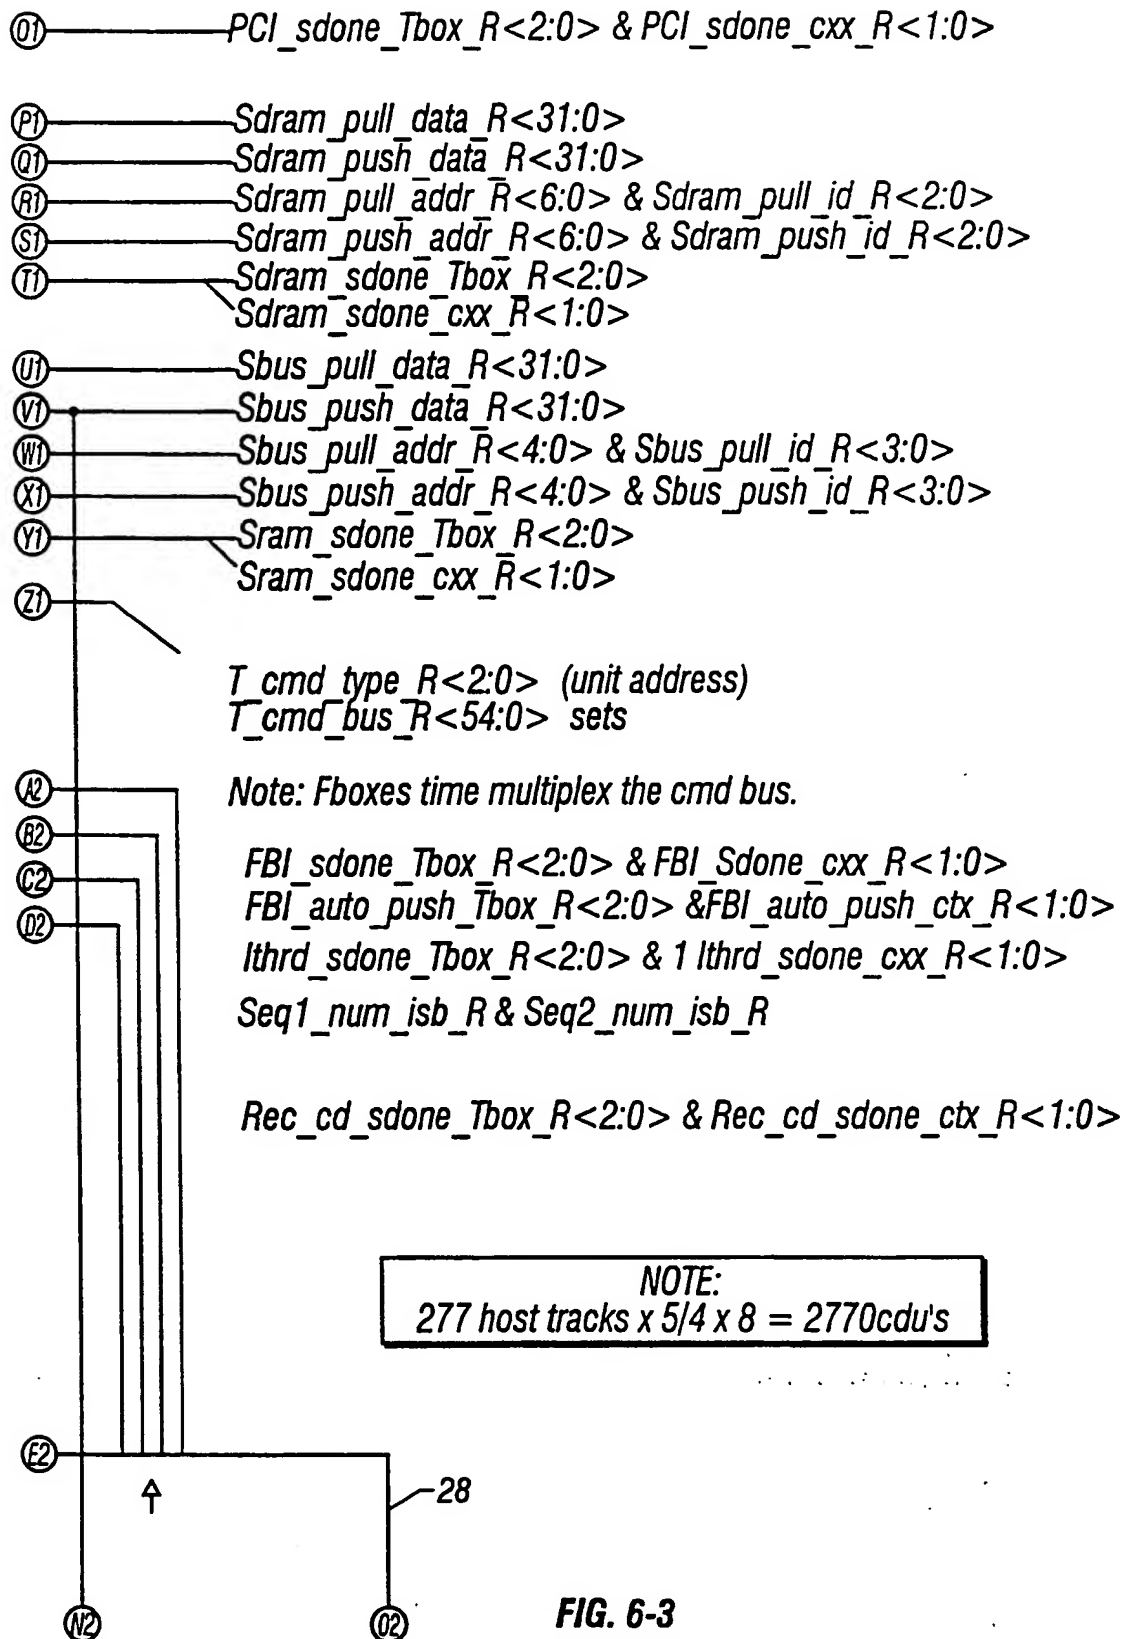 O1 PCI_sdone_Tbox_R<2:0> & PCI_sdone_cxx_R<1:0>
P1 Sdram_pull_data_R<31:0>
Q1 Sdram_push_data_R<31:0>
R1 Sdram_pull_addr_R<6:0> & Sdram_pull_id_R<2:0>
S1 Sdram_push_addr_R<6:0> & Sdram_push_id_R<2:0>
T1 Sdram_sdone_Tbox_R<2:0>
Sdram_sdone_cxx_R<1:0>
U1 Sbus_pull_data_R<31:0>
V1 Sbus_push_data_R<31:0>
W1 Sbus_pull_addr_R<4:0> & Sbus_pull_id_R<3:0>
X1 Sbus_push_addr_R<4:0> & Sbus_push_id_R<3:0>
Y1 Sram_sdone_Tbox_R<2:0>
Sram_sdone_cxx_R<1:0>
Z1
T_cmd_type_R<2:0> (unit address)
T_cmd_bus_R<54:0> sets
A2 Note: Fboxes time multiplex the cmd bus.
B2
FBI_sdone_Tbox_R<2:0> & FBI_Sdone_cxx_R<1:0>
C2
FBI_auto_push_Tbox_R<2:0> &FBI_auto_push_ctx_R<1:0>
D2
Ithrd_sdone_Tbox_R<2:0> & 1 Ithrd_sdone_cxx_R<1:0>
Seq1_num_isb_R & Seq2_num_isb_R
Rec_cd_sdone_Tbox_R<2:0> & Rec_cd_sdone_ctx_R<1:0>
NOTE:
277 host tracks x 5/4 x 8 = 2770cdu's
E2
28
N2 O2
FIG. 6-3